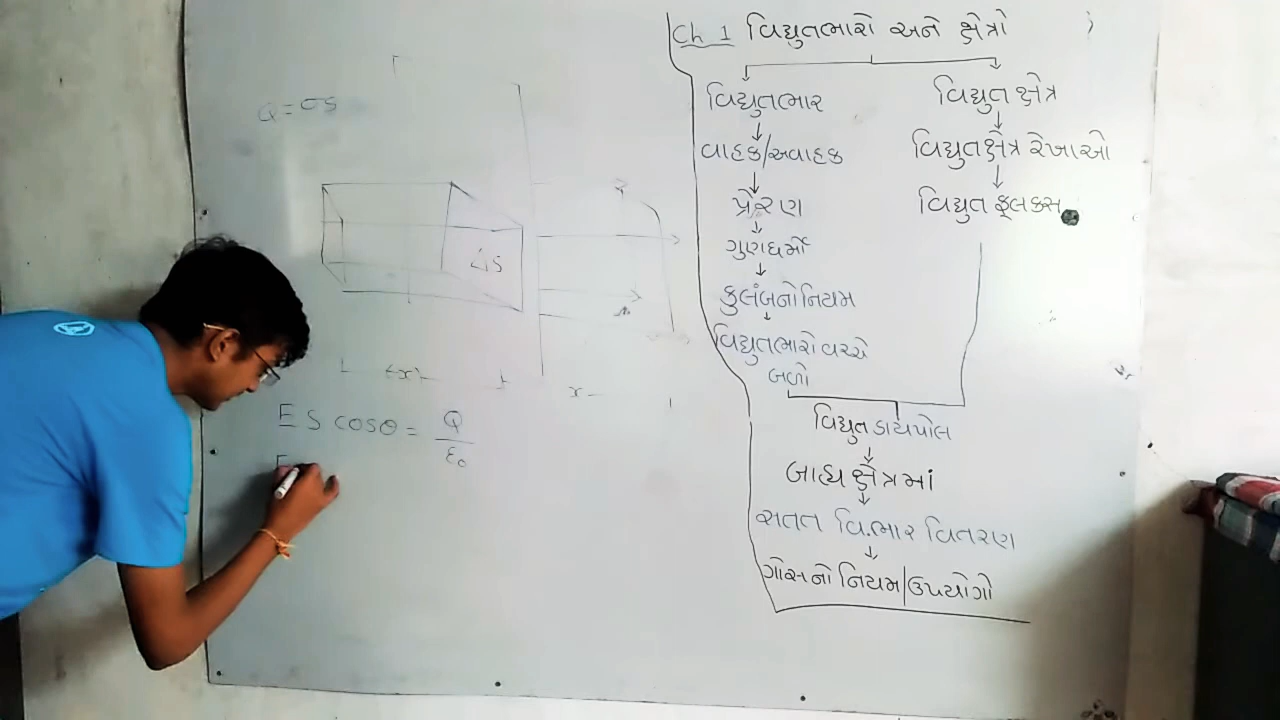 Q = σS
ΔS
x
x
E S cosθ = Q / ε₀
E
Ch 1 વિદ્યુતભારો અને ક્ષેત્રો
વિદ્યુતભાર
વિદ્યુત ક્ષેત્ર
વાહક/અવાહક
વિદ્યુતક્ષેત્ર રેખાઓ
પ્રેરણ
વિદ્યુત ફ્લક્સ
ગુણધર્મો
કુલંબનો નિયમ
વિદ્યુતભારો વચ્ચે
બળો
વિદ્યુત ડાયપોલ
બાહ્ય ક્ષેત્રમાં
સતત વિ.ભાર વિતરણ
ગૉસનો નિયમ/ઉપયોગો